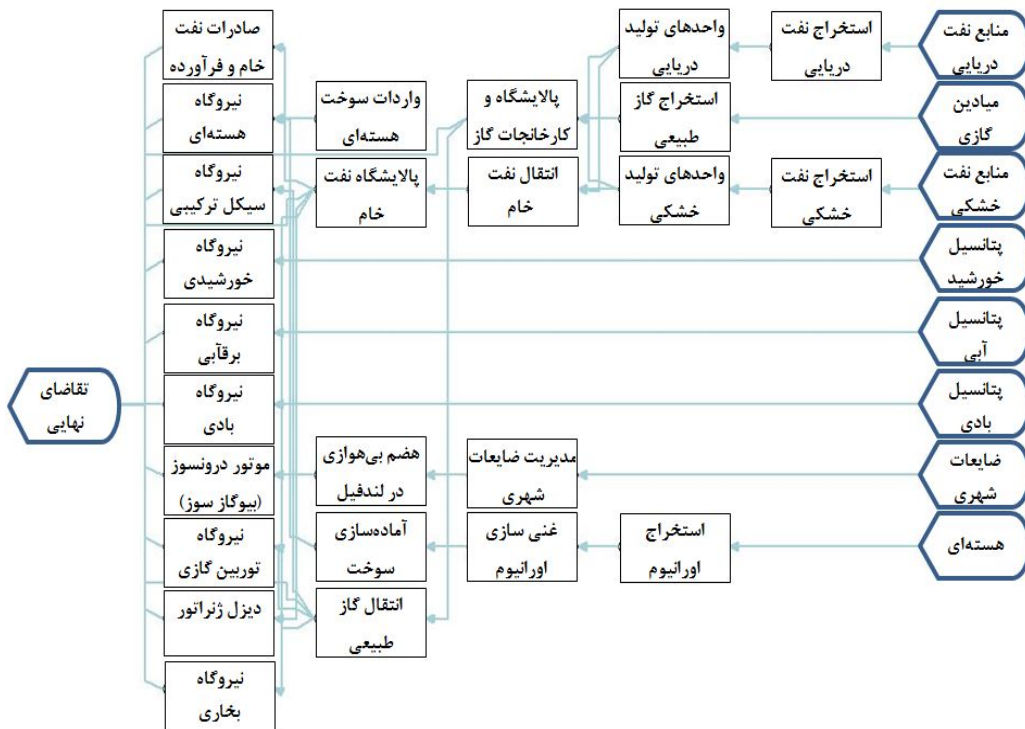 منابع نفت
دریایی
استخراج نفت
دریایی
واحدهای تولید
دریایی
صادرات نفت
خام و فرآورده
میادین
گازی
استخراج گاز
طبیعی
پالایشگاه و
کارخانجات گاز
واردات سوخت
هسته‌ای
نیروگاه
هسته‌ای
منابع نفت
خشکی
استخراج نفت
خشکی
واحدهای تولید
خشکی
انتقال نفت
خام
پالایشگاه نفت
خام
نیروگاه
سیکل ترکیبی
پتانسیل
خورشید
نیروگاه
خورشیدی
پتانسیل
آبی
نیروگاه
برقآبی
پتانسیل
بادی
نیروگاه
بادی
تقاضای
نهایی
ضایعات
شهری
مدیریت ضایعات
شهری
هضم بی‌هوازی
در لندفیل
موتور درونسوز
(بیوگاز سوز)
هسته‌ای
استخراج
اورانیوم
غنی سازی
اورانیوم
آماده‌سازی
سوخت
نیروگاه
توربین گازی
انتقال گاز
طبیعی
دیزل ژنراتور
نیروگاه
بخاری